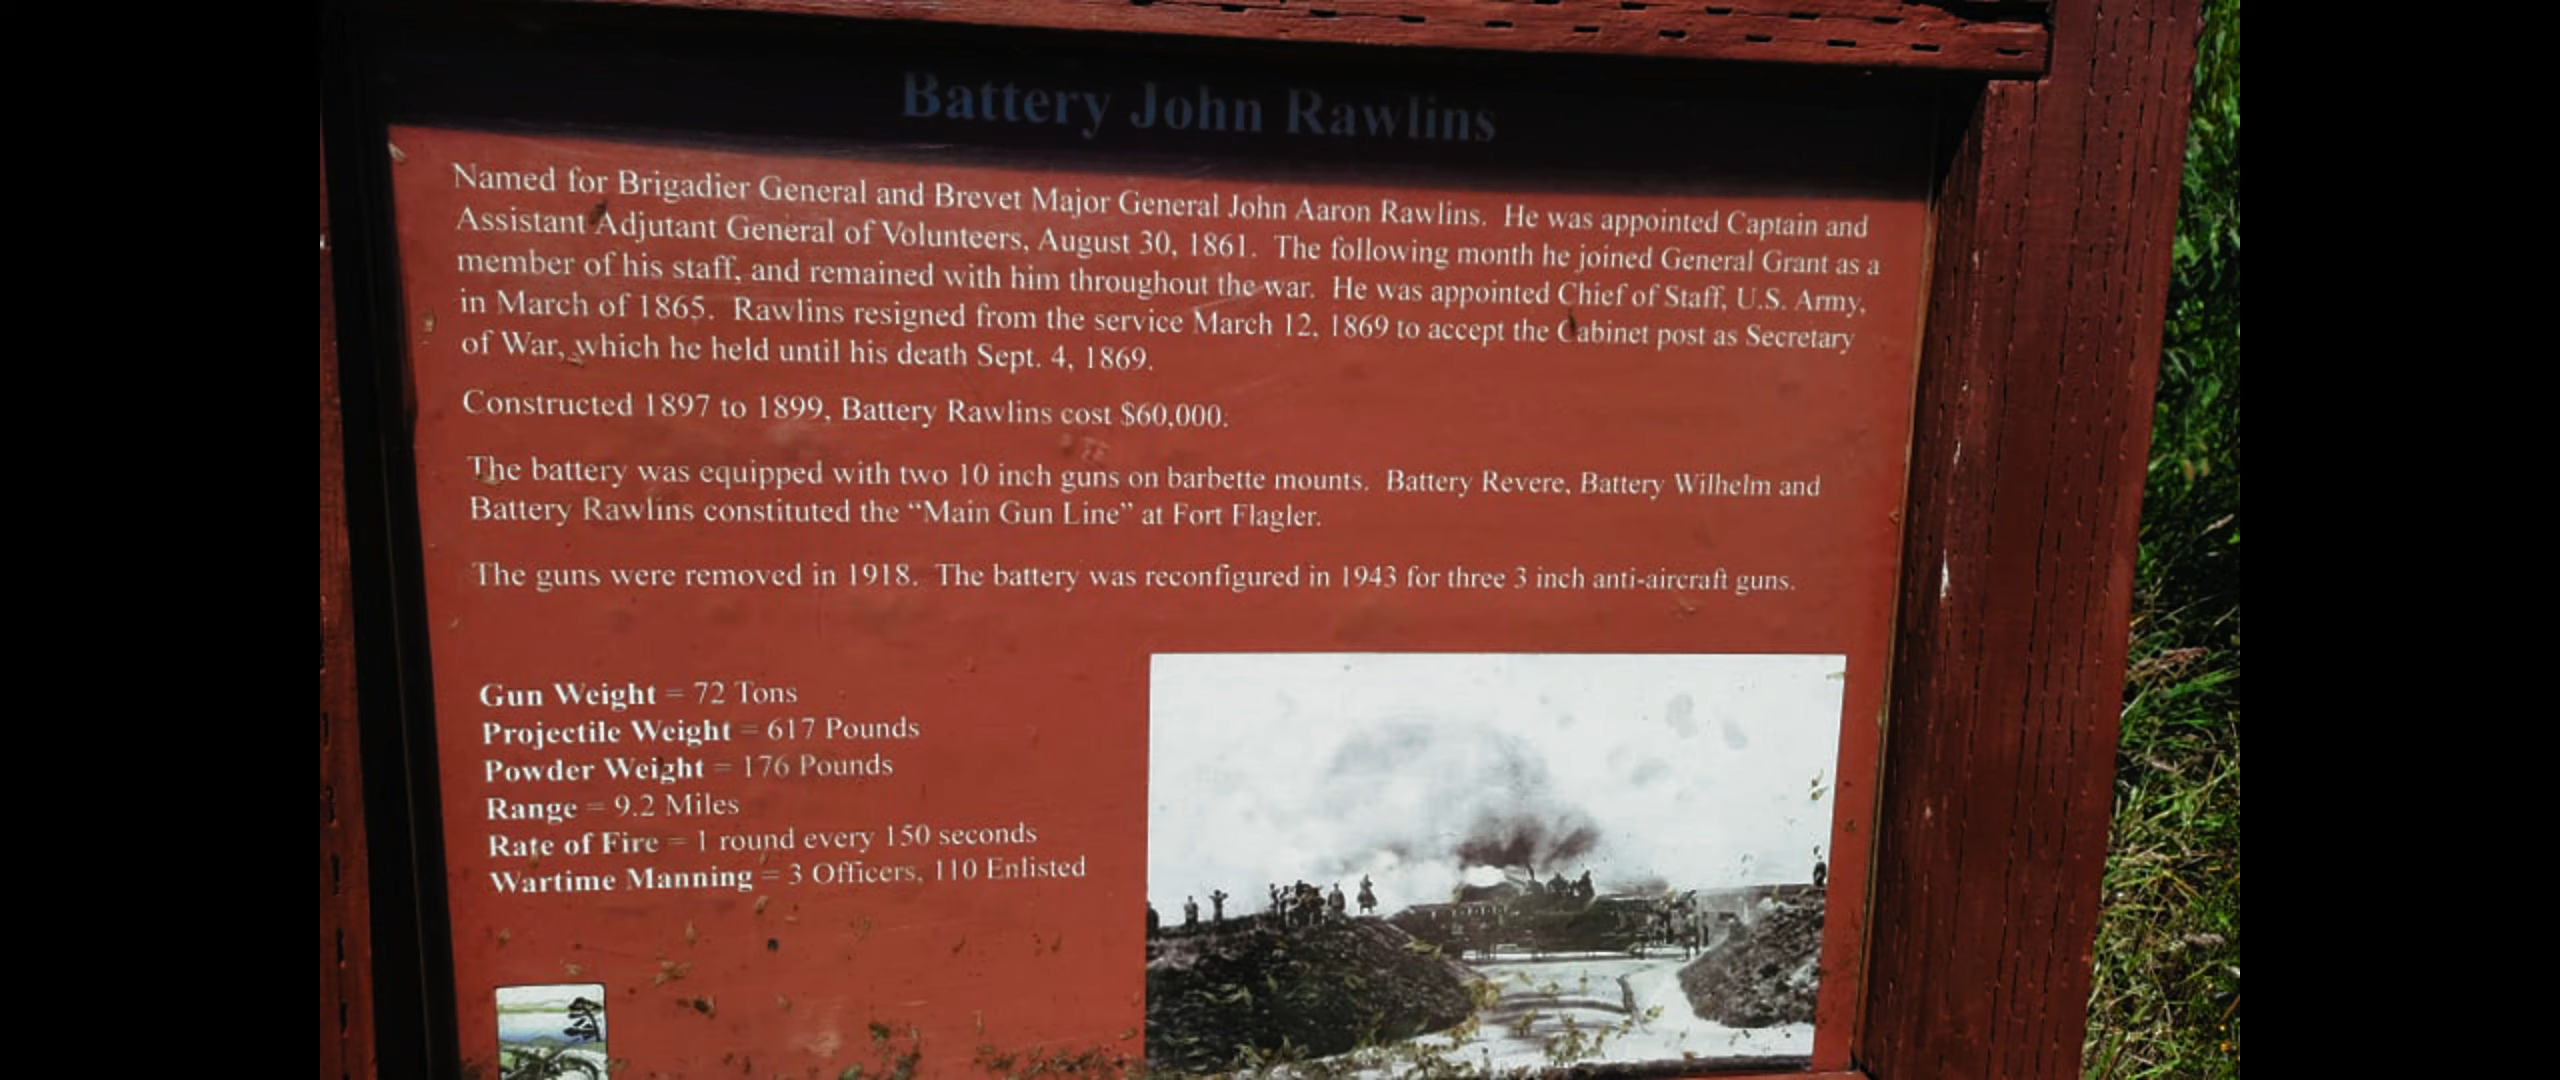 Battery John Rawlins
Named for Brigadier General and Brevet Major General John Aaron Rawlins. He was appointed Captain and
Assistant Adjutant General of Volunteers, August 30, 1861. The following month he joined General Grant as a
member of his staff, and remained with him throughout the war. He was appointed Chief of Staff, U.S. Army,
in March of 1865. Rawlins resigned from the service March 12, 1869 to accept the Cabinet post as Secretary
of War, which he held until his death Sept. 4, 1869.
Constructed 1897 to 1899, Battery Rawlins cost $60,000.
The battery was equipped with two 10 inch guns on barbette mounts. Battery Revere, Battery Wilhelm and
Battery Rawlins constituted the “Main Gun Line” at Fort Flagler.
The guns were removed in 1918. The battery was reconfigured in 1943 for three 3 inch anti-aircraft guns.
Gun Weight = 72 Tons
Projectile Weight = 617 Pounds
Powder Weight = 176 Pounds
Range = 9.2 Miles
Rate of Fire = 1 round every 150 seconds
Wartime Manning = 3 Officers, 110 Enlisted